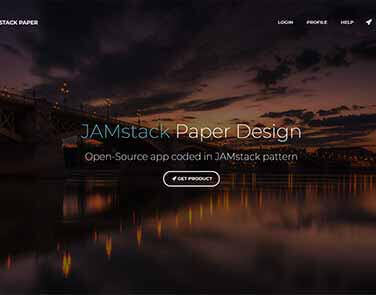 STACK PAPER
LOGIN
PROFILE
HELP
JAMstack Paper Design
Open-Source app coded in JAMstack pattern
GET PRODUCT